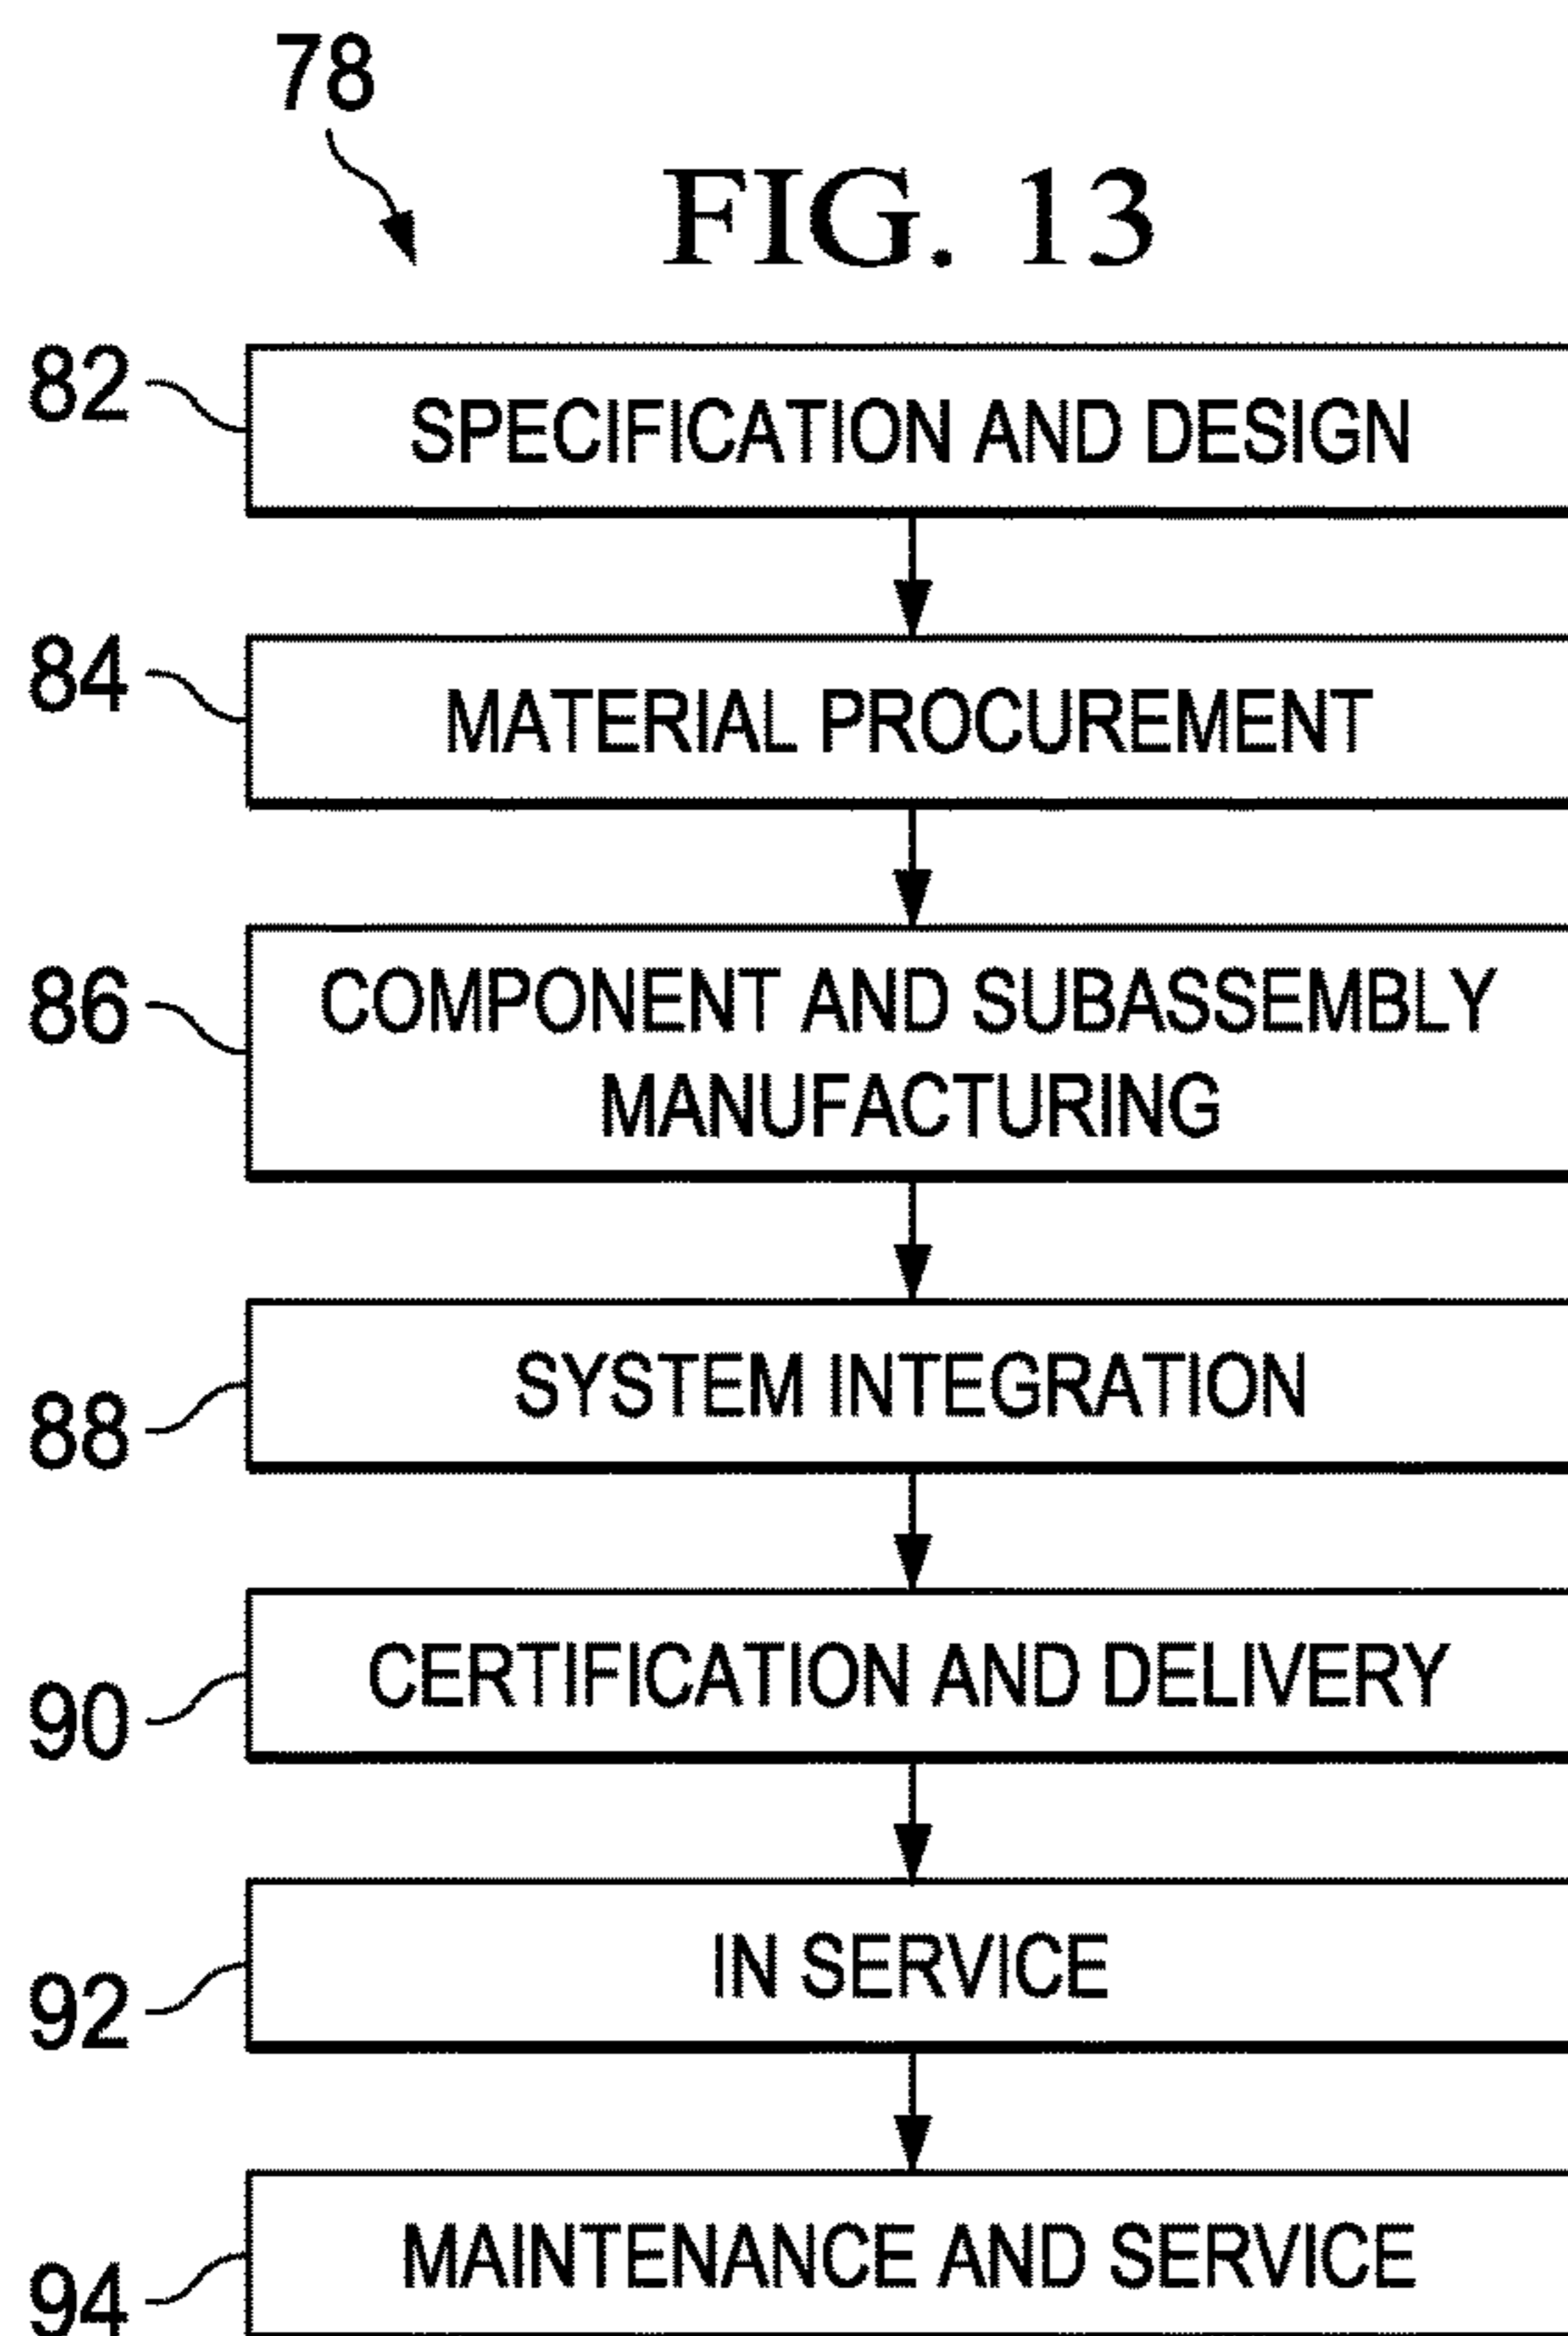 78
FIG. 13
82
SPECIFICATION AND DESIGN
84
MATERIAL PROCUREMENT
86
COMPONENT AND SUBASSEMBLY
MANUFACTURING
88
SYSTEM INTEGRATION
90
CERTIFICATION AND DELIVERY
92
IN SERVICE
94
MAINTENANCE AND SERVICE